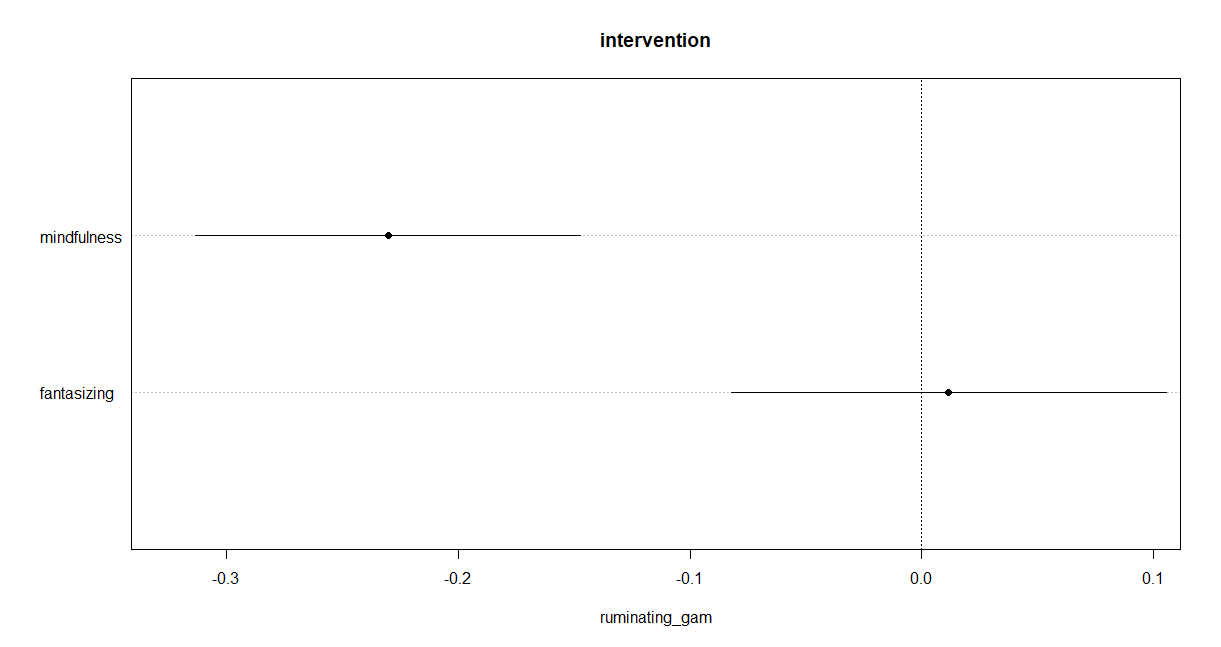 intervention
mindfulness
fantasizing
-0.3 -0.2 -0.1 0.0 0.1
ruminating_gam